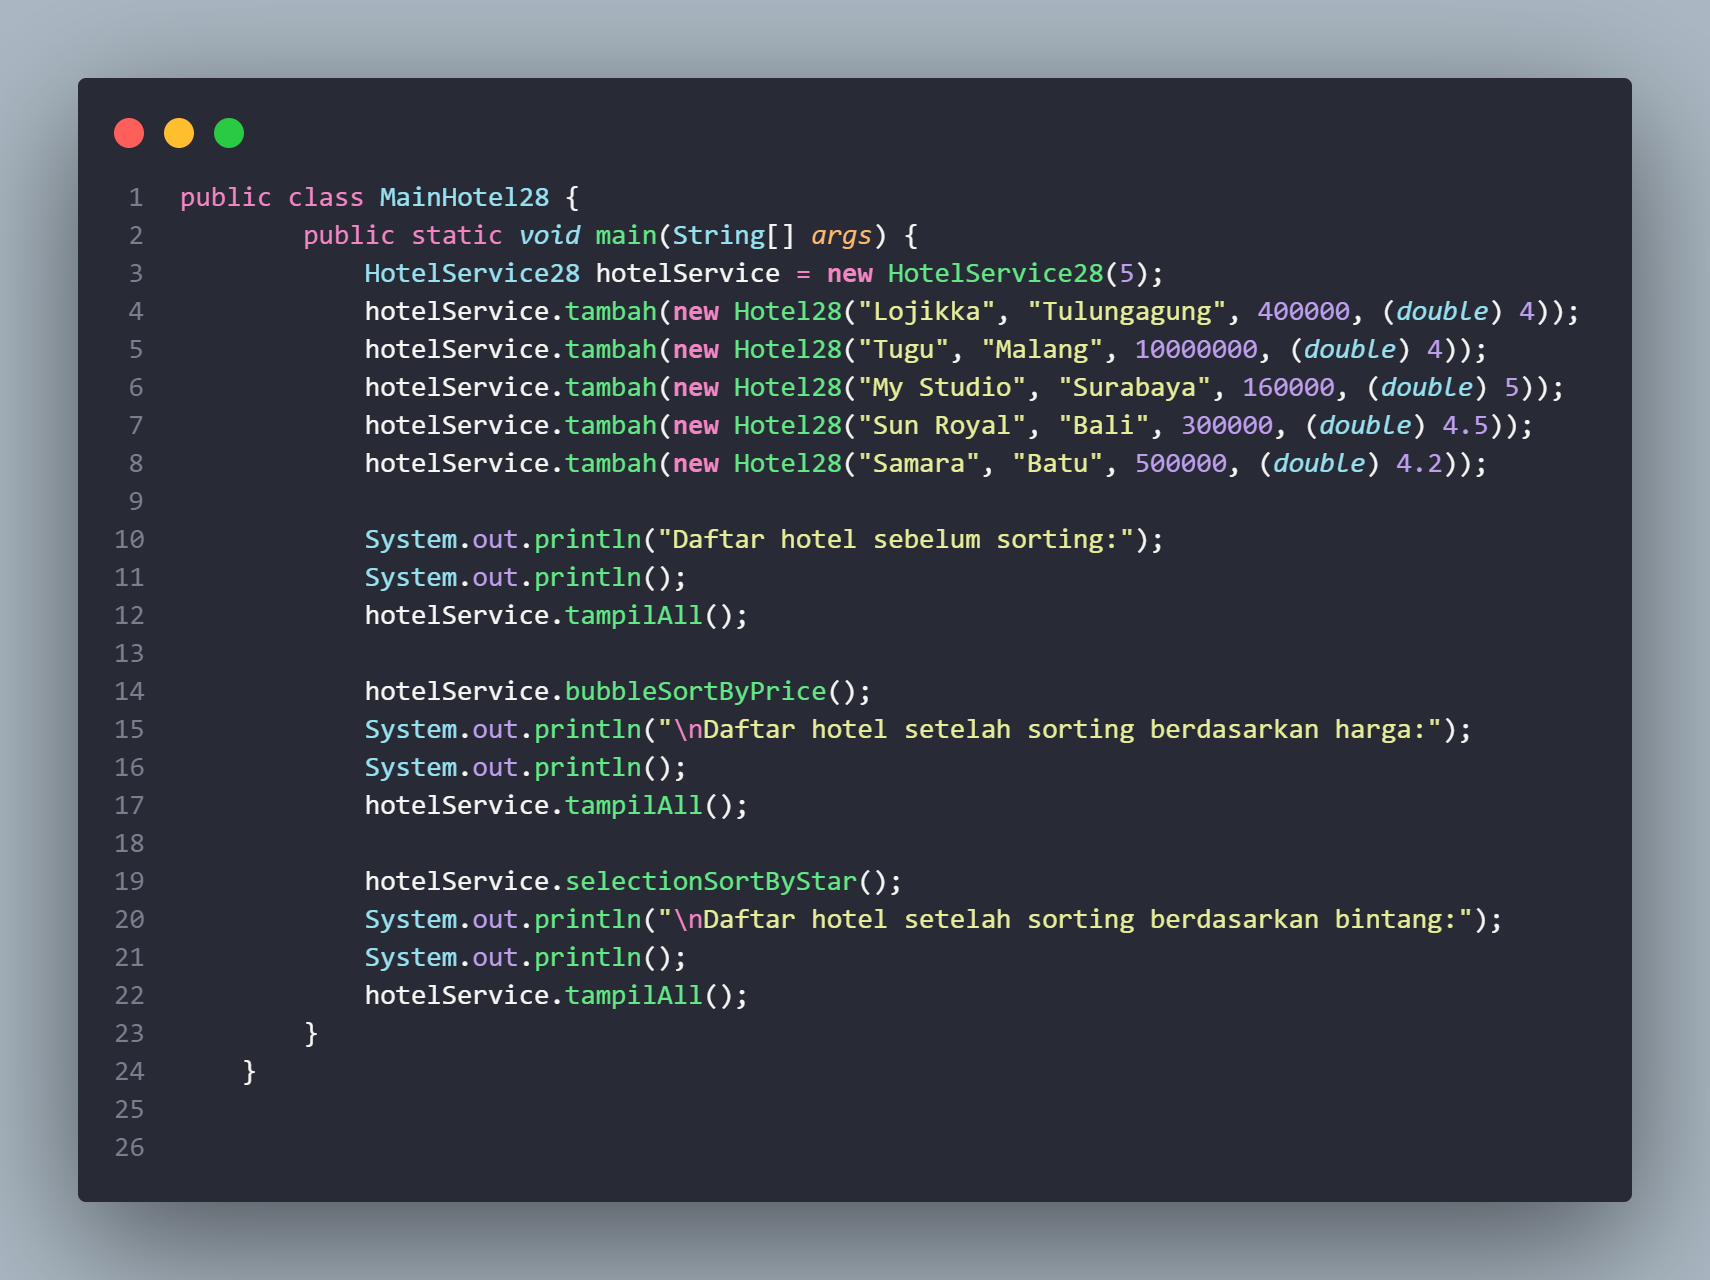 1 public class MainHotel28 {
2         public static void main(String[] args) {
3             HotelService28 hotelService = new HotelService28(5);
4             hotelService.tambah(new Hotel28("Lojikka", "Tulungagung", 400000, (double) 4));
5             hotelService.tambah(new Hotel28("Tugu", "Malang", 10000000, (double) 4));
6             hotelService.tambah(new Hotel28("My Studio", "Surabaya", 160000, (double) 5));
7             hotelService.tambah(new Hotel28("Sun Royal", "Bali", 300000, (double) 4.5));
8             hotelService.tambah(new Hotel28("Samara", "Batu", 500000, (double) 4.2));
9
10             System.out.println("Daftar hotel sebelum sorting:");
11             System.out.println();
12             hotelService.tampilAll();
13
14             hotelService.bubbleSortByPrice();
15             System.out.println("\nDaftar hotel setelah sorting berdasarkan harga:");
16             System.out.println();
17             hotelService.tampilAll();
18
19             hotelService.selectionSortByStar();
20             System.out.println("\nDaftar hotel setelah sorting berdasarkan bintang:");
21             System.out.println();
22             hotelService.tampilAll();
23         }
24     }
25
26